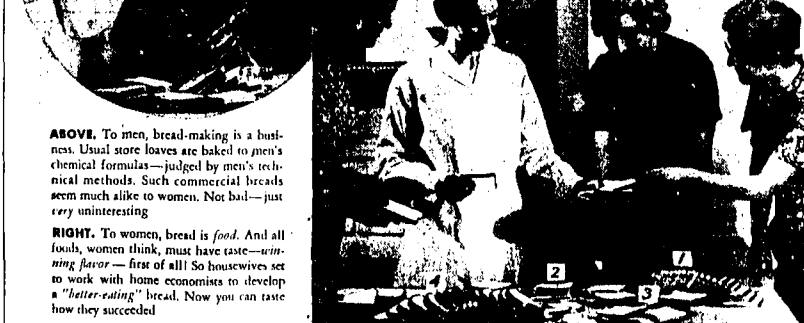 ABOVE. To men, bread-making is a busi-
ness. Usual store loaves are baked to men's
chemical formulas—judged by men's tech-
nical methods. Such commercial breads
seem much alike to women. Not bad—just
very uninteresting
RIGHT. To women, bread is food. And all
foods, women think, must have taste—win-
ning flavor — first of all! So housewives set
to work with home economists to develop
a "better-eating" bread. Now you can taste
how they succeeded
1
2
3
4